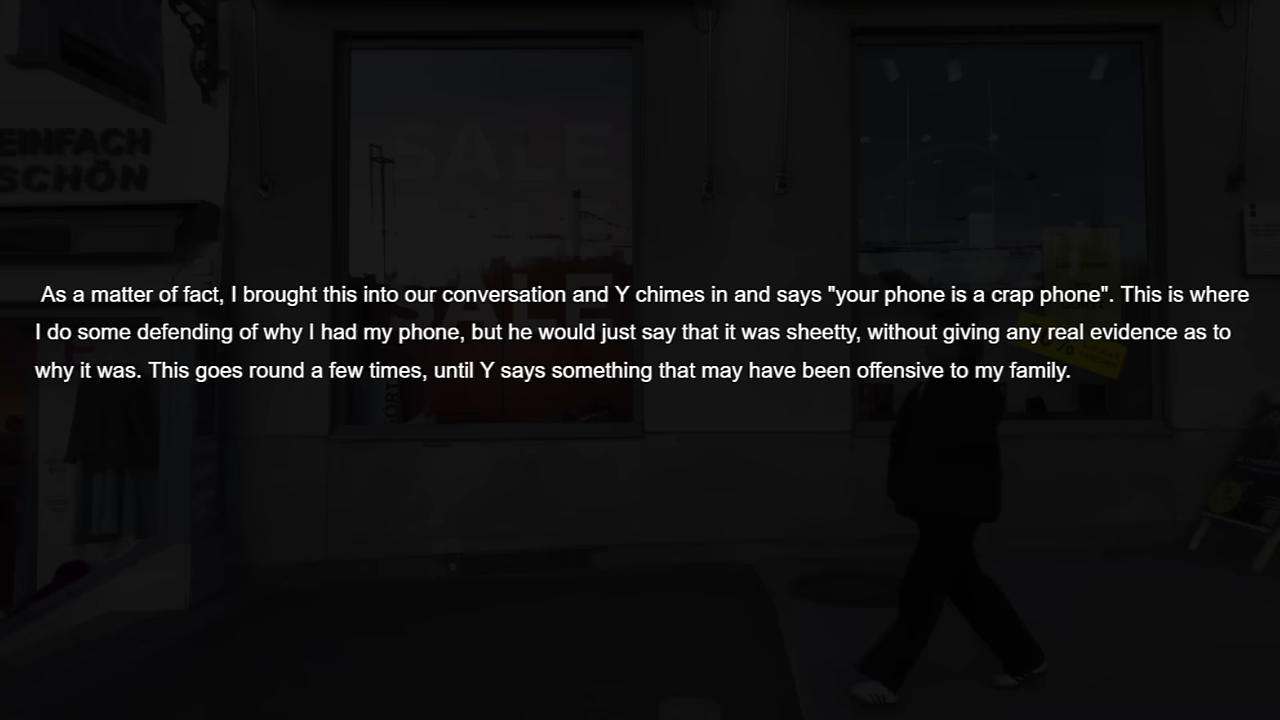 EINFACH
SCHÖN
SALE
SALE
As a matter of fact, I brought this into our conversation and Y chimes in and says "your phone is a crap phone". This is where
I do some defending of why I had my phone, but he would just say that it was sheetty, without giving any real evidence as to
why it was. This goes round a few times, until Y says something that may have been offensive to my family.